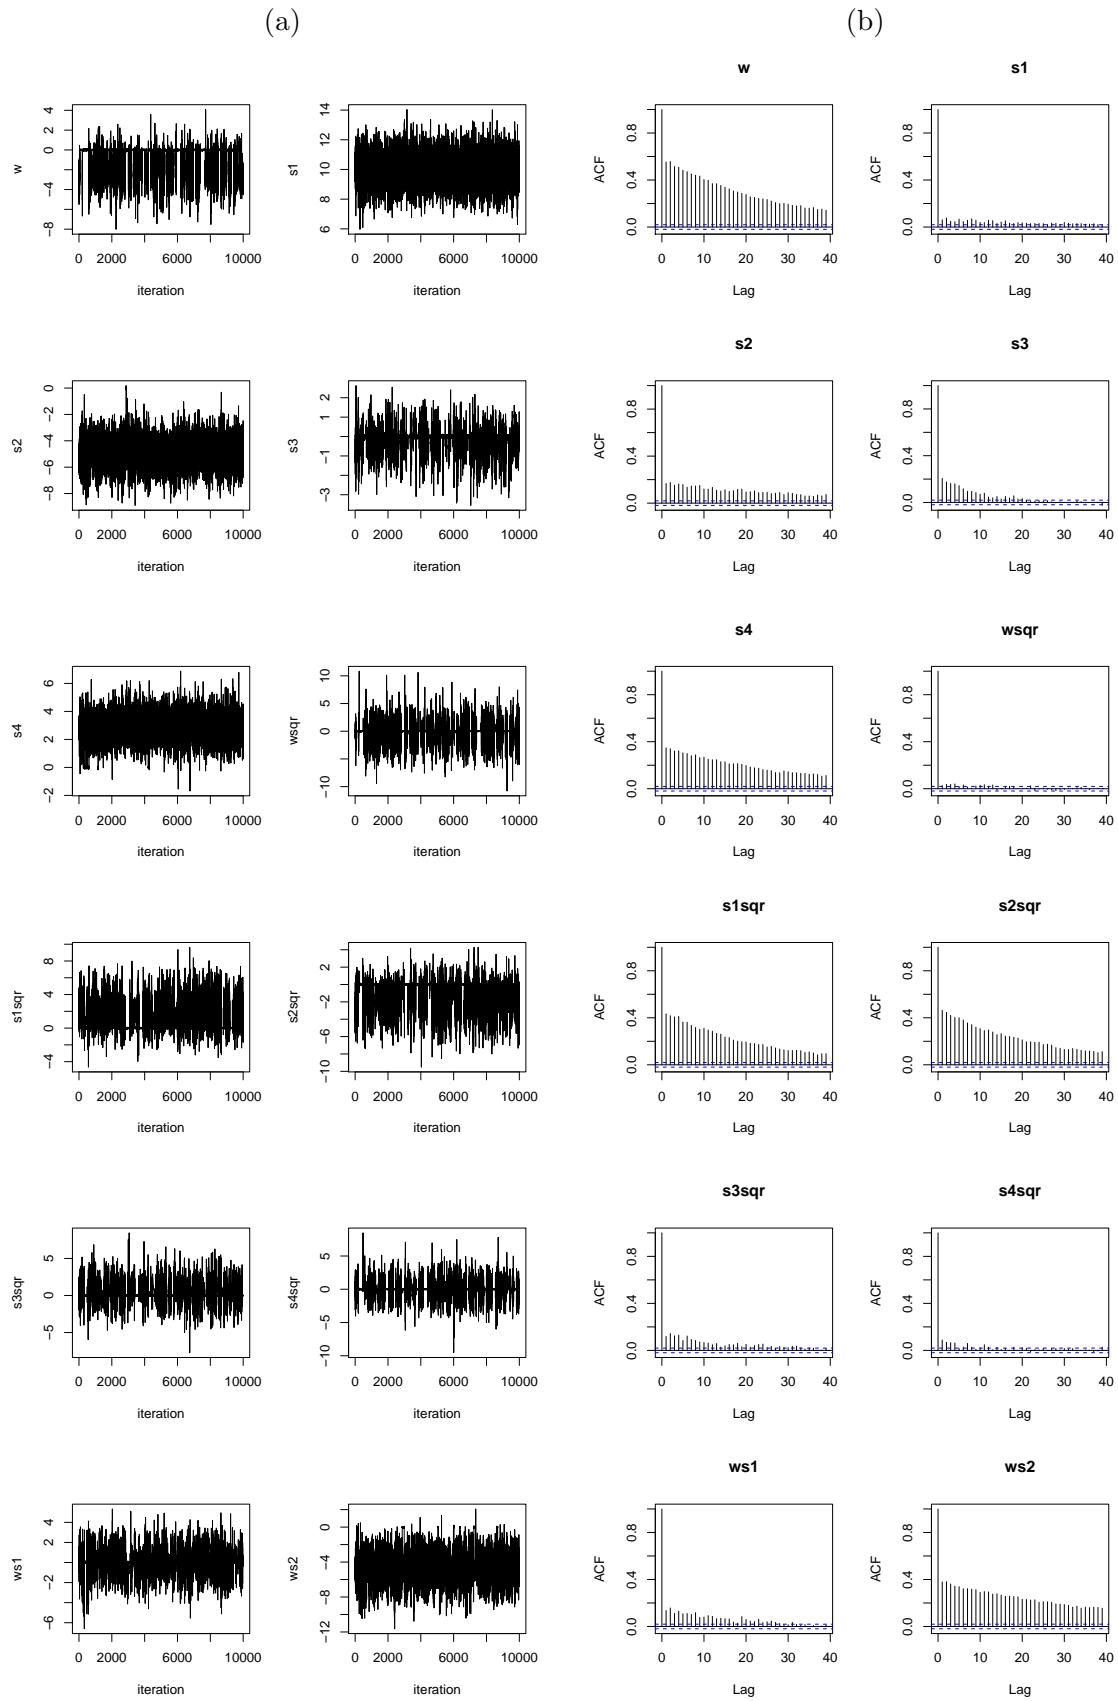 (a) (b)
w s1
w
-8 -4 0 2 4
0 2000 6000 10000
iteration
s1
6 8 10 12 14
0 2000 6000 10000
iteration
ACF
0.0 0.4 0.8
0 10 20 30 40
Lag
ACF
0.0 0.4 0.8
0 10 20 30 40
Lag
s2 s3
s2
-8 -6 -4 -2 0
0 2000 6000 10000
iteration
s3
-3 -1 1 2
0 2000 6000 10000
iteration
ACF
0.0 0.4 0.8
0 10 20 30 40
Lag
ACF
0.0 0.4 0.8
0 10 20 30 40
Lag
s4 wsqr
s4
-2 0 2 4 6
0 2000 6000 10000
iteration
wsqr
-10 0 5 10
0 2000 6000 10000
iteration
ACF
0.0 0.4 0.8
0 10 20 30 40
Lag
ACF
0.0 0.4 0.8
0 10 20 30 40
Lag
s1sqr s2sqr
s1sqr
-4 0 4 8
0 2000 6000 10000
iteration
s2sqr
-10 -6 -2 2
0 2000 6000 10000
iteration
ACF
0.0 0.4 0.8
0 10 20 30 40
Lag
ACF
0.0 0.4 0.8
0 10 20 30 40
Lag
s3sqr s4sqr
s3sqr
-5 0 5
0 2000 6000 10000
iteration
s4sqr
-10 -5 0 5
0 2000 6000 10000
iteration
ACF
0.0 0.4 0.8
0 10 20 30 40
Lag
ACF
0.0 0.4 0.8
0 10 20 30 40
Lag
ws1 ws2
ws1
-6 -2 2 4
0 2000 6000 10000
iteration
ws2
-12 -8 -4 0
0 2000 6000 10000
iteration
ACF
0.0 0.4 0.8
0 10 20 30 40
Lag
ACF
0.0 0.4 0.8
0 10 20 30 40
Lag